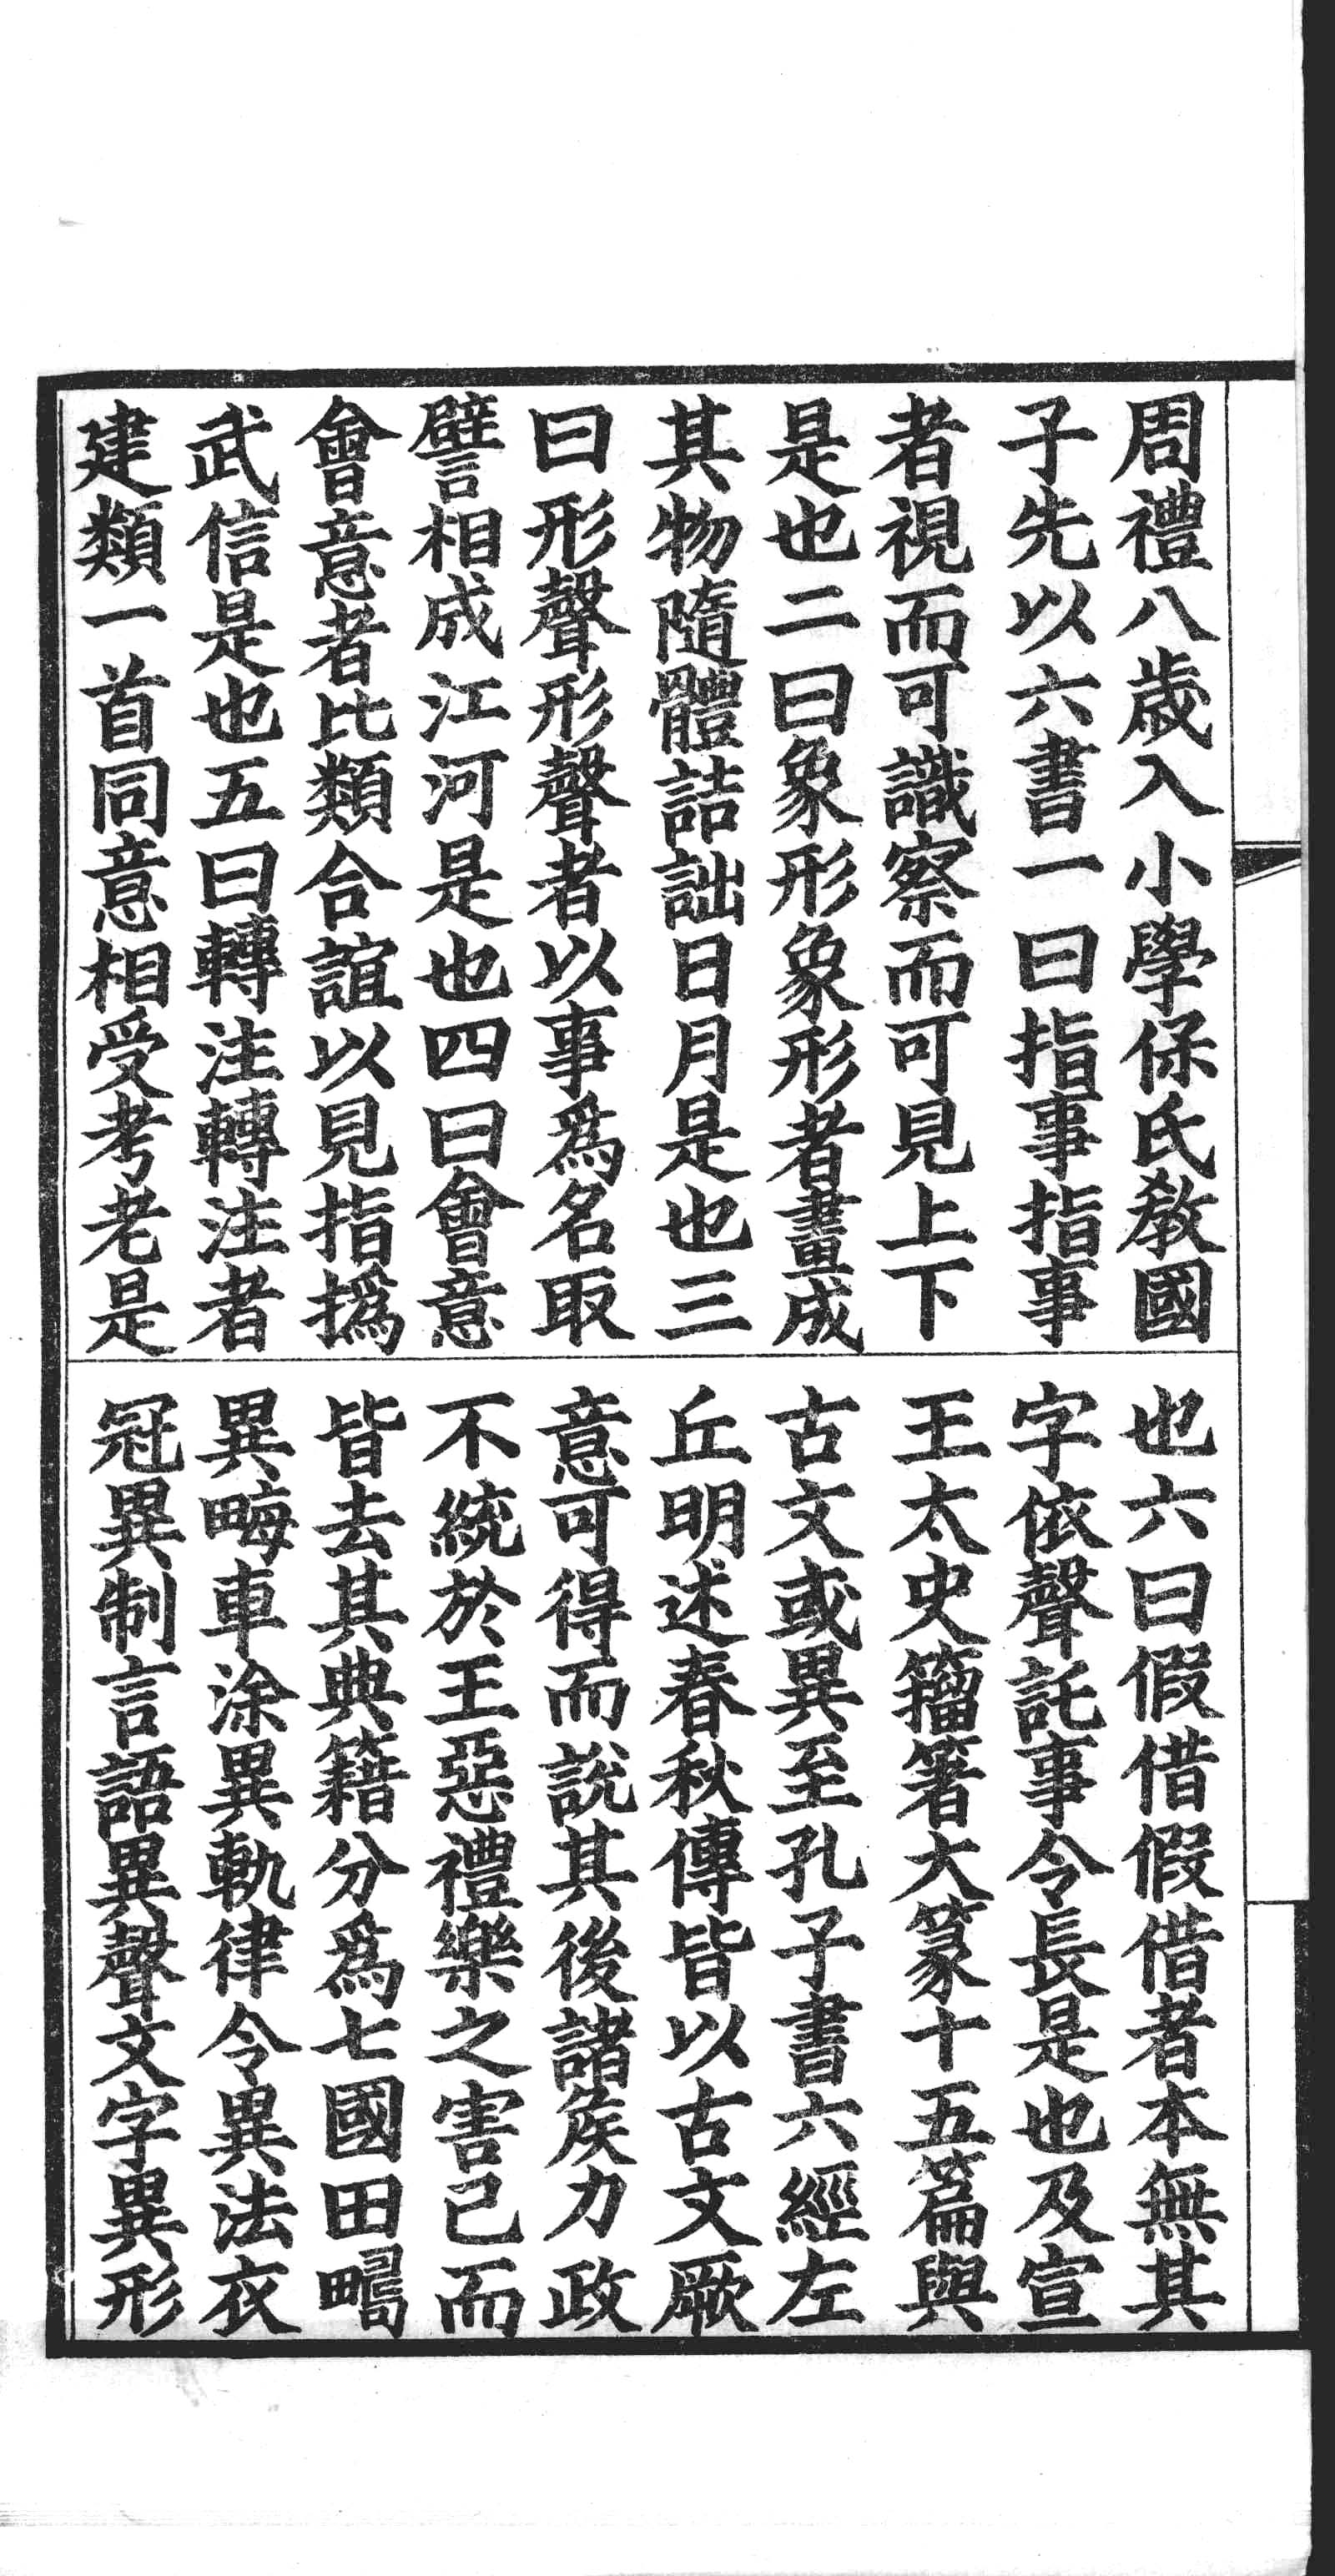 周禮八歲入小學保氏教國
子先以六書一曰指事指事
者視而可識察而可見上下
是也二曰象形象形者畫成
其物隨體詰詘日月是也三
曰形聲形聲者以事爲名取
譬相成江河是也四曰會意
會意者比類合誼以見指撝
武信是也五曰轉注轉注者
建類一首同意相受考老是
也六曰假借假借者本無其
字依聲託事令長是也及宣
王太史籒箸大篆十五篇與
古文或異至孔子書六經左
丘明述春秋傳皆以古文厥
意可得而說其後諸矦力政
不統於王惡禮樂之害己而
皆去其典籍分爲七國田疇
異畮車涂異軌律令異法衣
冠異制言語異聲文字異形